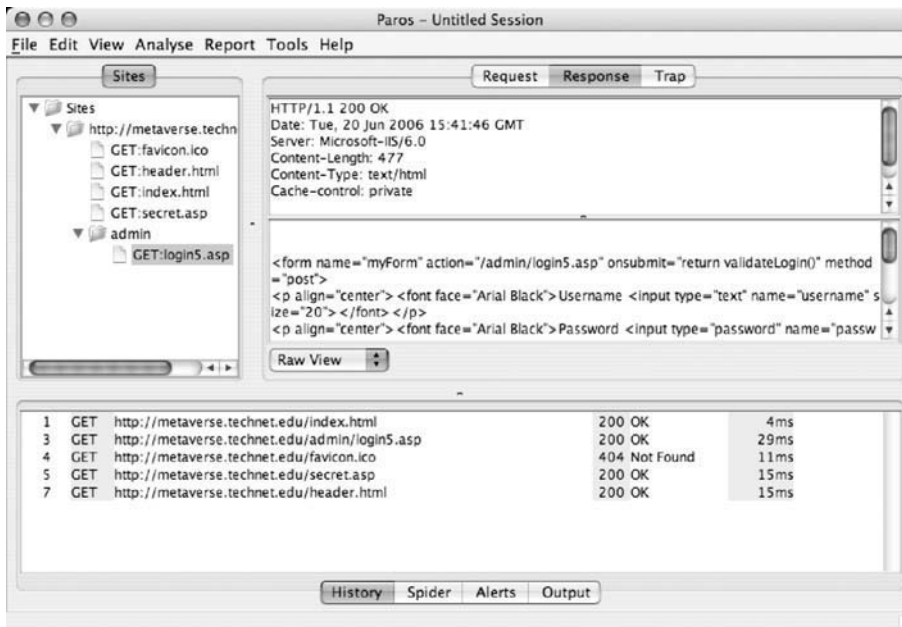 Paros – Untitled Session
File Edit View Analyse Report Tools Help
Sites
Request Response Trap
Sites
http://metaverse.techn
GET:favicon.ico
GET:header.html
GET:index.html
GET:secret.asp
admin
GET:login5.asp
HTTP/1.1 200 OK
Date: Tue, 20 Jun 2006 15:41:46 GMT
Server: Microsoft-IIS/6.0
Content-Length: 477
Content-Type: text/html
Cache-control: private
<form name="myForm" action="/admin/login5.asp" onsubmit="return validateLogin()" method
="post">
<p align="center"> <font face="Arial Black">Username <input type="text" name="username" s
ize="20"> </font> </p>
<p align="center"> <font face="Arial Black">Password <input type="password" name="passw
Raw View
1 GET http://metaverse.technet.edu/index.html 200 OK 4ms
3 GET http://metaverse.technet.edu/admin/login5.asp 200 OK 29ms
4 GET http://metaverse.technet.edu/favicon.ico 404 Not Found 11ms
5 GET http://metaverse.technet.edu/secret.asp 200 OK 15ms
7 GET http://metaverse.technet.edu/header.html 200 OK 15ms
History Spider Alerts Output